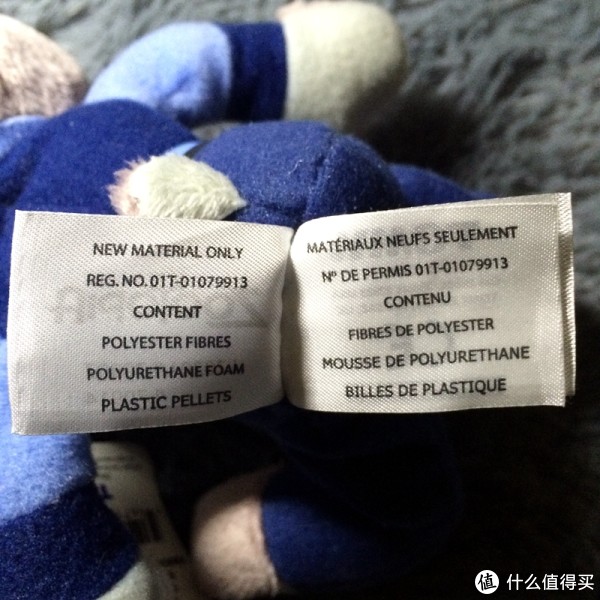 NEW MATERIAL ONLY
REG. NO. 01T-01079913
CONTENT
POLYESTER FIBRES
POLYURETHANE FOAM
PLASTIC PELLETS
MATÉRIAUX NEUFS SEULEMENT
Nº DE PERMIS 01T-01079913
CONTENU
FIBRES DE POLYESTER
MOUSSE DE POLYURETHANE
BILLES DE PLASTIQUE
值 什么值得买